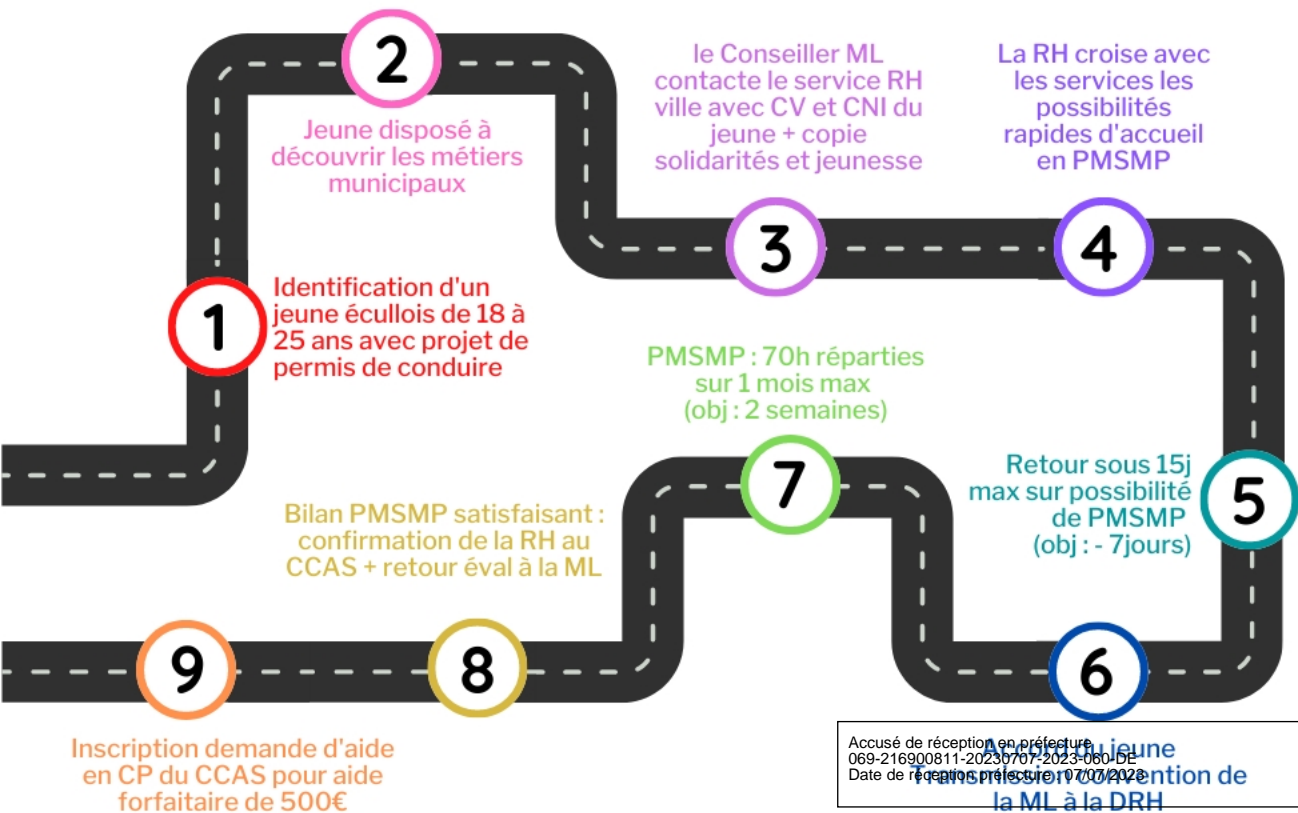 1
Identification d'un
jeune écullois de 18 à
25 ans avec projet de
permis de conduire
2
Jeune disposé à
découvrir les métiers
municipaux
le Conseiller ML
contacte le service RH
ville avec CV et CNI du
jeune + copie
solidarités et jeunesse
3
La RH croise avec
les services les
possibilités
rapides d'accueil
en PMSMP
4
Retour sous 15j
max sur possibilité
de PMSMP
(obj : - 7jours)
5
6
Accord du jeune
Transmission convention de
la ML à la DRH
Accusé de réception en préfecture
069-216900811-20230707-2023-060-DE
Date de réception préfecture : 07/07/2023
PMSMP : 70h réparties
sur 1 mois max
(obj : 2 semaines)
7
Bilan PMSMP satisfaisant :
confirmation de la RH au
CCAS + retour éval à la ML
8
9
Inscription demande d'aide
en CP du CCAS pour aide
forfaitaire de 500€